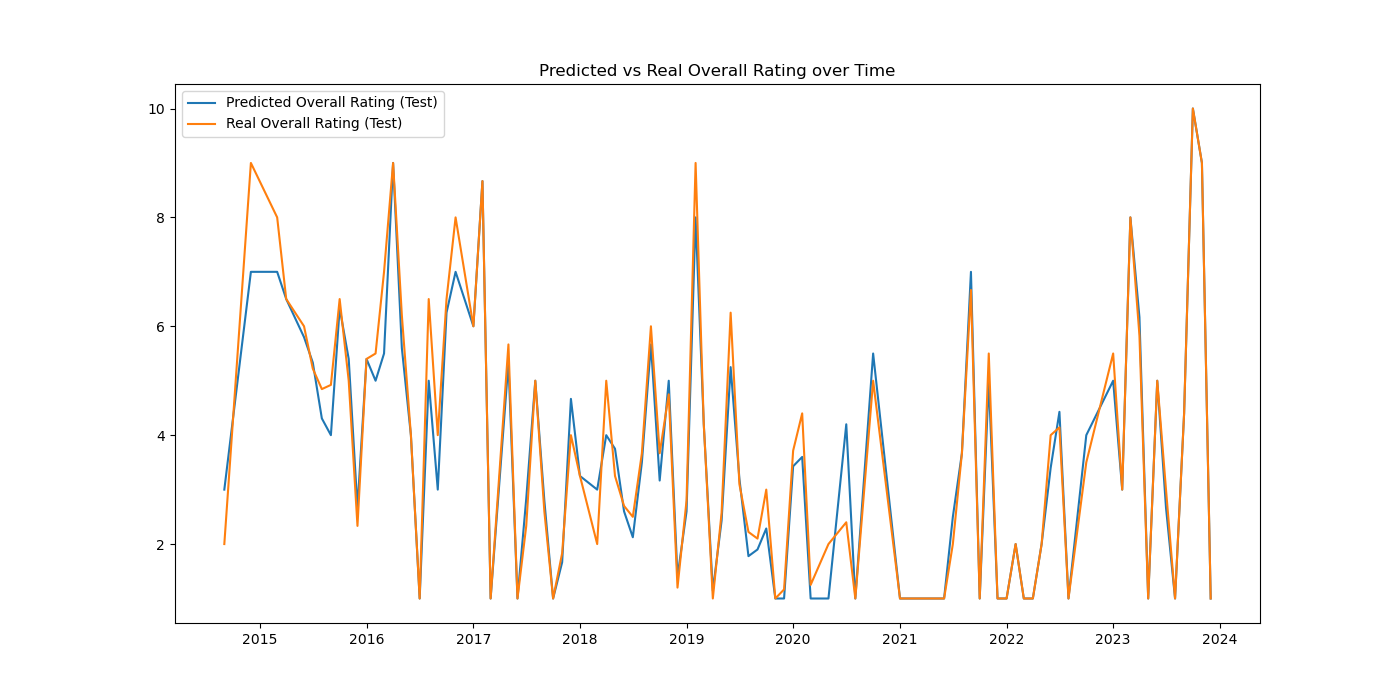 Predicted vs Real Overall Rating over Time
Predicted Overall Rating (Test)
Real Overall Rating (Test)
10
8
6
4
2
2015 2016 2017 2018 2019 2020 2021 2022 2023 2024